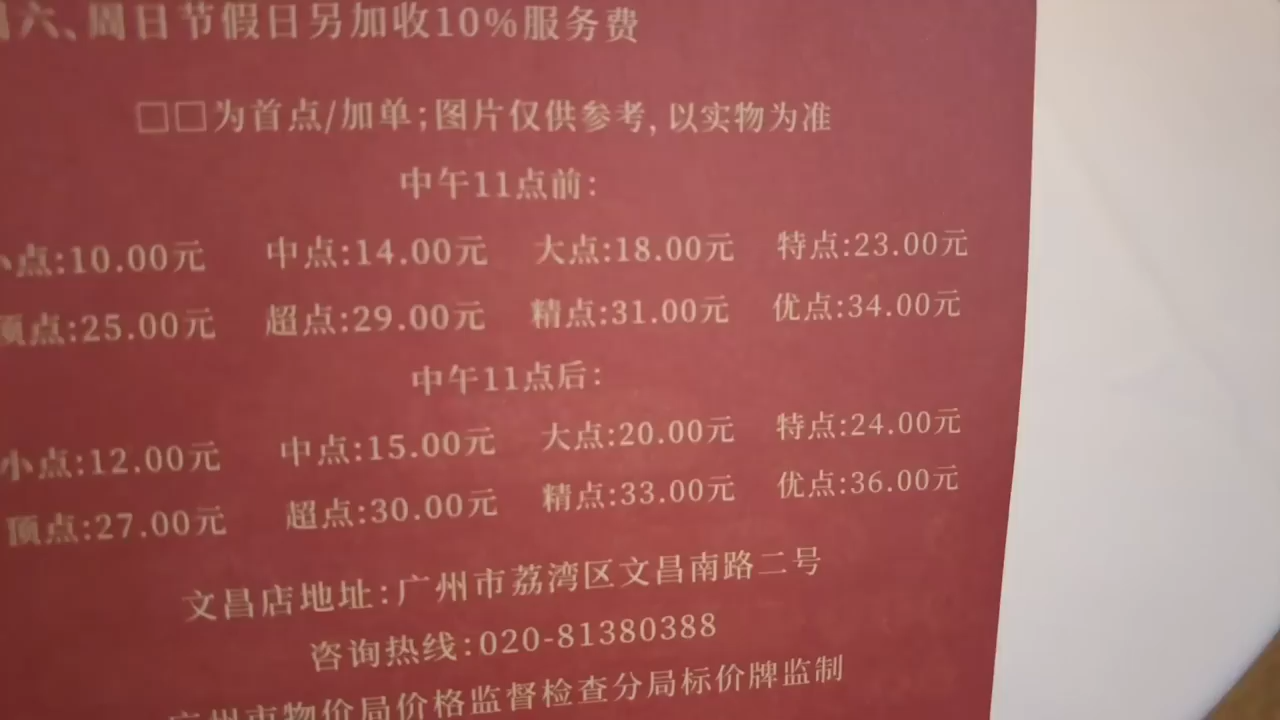 六、周日节假日另加收10%服务费
□□为首点/加单;图片仅供参考,以实物为准
中午11点前:
小点:10.00元 中点:14.00元 大点:18.00元 特点:23.00元
顶点:25.00元 超点:29.00元 精点:31.00元 优点:34.00元
中午11点后:
小点:12.00元 中点:15.00元 大点:20.00元 特点:24.00元
顶点:27.00元 超点:30.00元 精点:33.00元 优点:36.00元
文昌店地址:广州市荔湾区文昌南路二号
咨询热线:020-81380388
广州市物价局价格监督检查分局标价牌监制